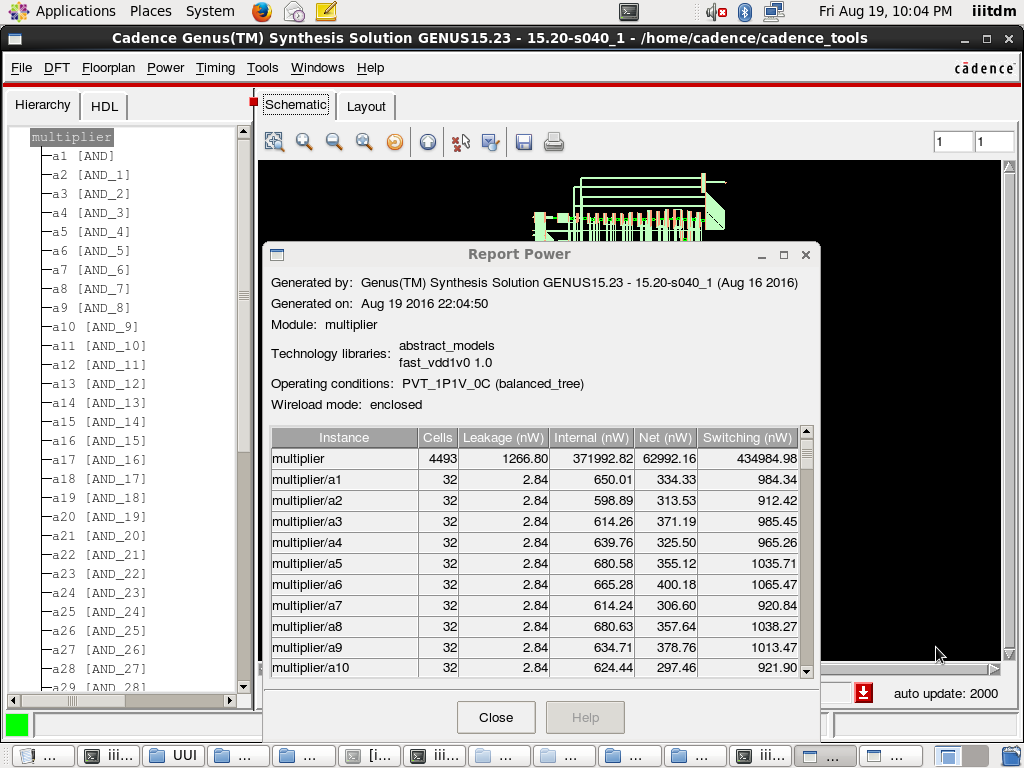 Applications Places System Fri Aug 19, 10:04 PM iiitdm
Cadence Genus(TM) Synthesis Solution GENUS15.23 - 15.20-s040_1 - /home/cadence/cadence_tools
File DFT Floorplan Power Timing Tools Windows Help cādence
Hierarchy HDL Schematic Layout
1 1
multiplier
a1 [AND]
a2 [AND_1]
a3 [AND_2]
a4 [AND_3]
a5 [AND_4]
a6 [AND_5]
a7 [AND_6]
a8 [AND_7]
a9 [AND_8]
a10 [AND_9]
a11 [AND_10]
a12 [AND_11]
a13 [AND_12]
a14 [AND_13]
a15 [AND_14]
a16 [AND_15]
a17 [AND_16]
a18 [AND_17]
a19 [AND_18]
a20 [AND_19]
a21 [AND_20]
a22 [AND_21]
a23 [AND_22]
a24 [AND_23]
a25 [AND_24]
a26 [AND_25]
a27 [AND_26]
a28 [AND_27]
a29 [AND_28]
Report Power
Generated by: Genus(TM) Synthesis Solution GENUS15.23 - 15.20-s040_1 (Aug 16 2016)
Generated on: Aug 19 2016 22:04:50
Module: multiplier
Technology libraries: abstract_models
fast_vdd1v0 1.0
Operating conditions: PVT_1P1V_0C (balanced_tree)
Wireload mode: enclosed
Instance Cells Leakage (nW) Internal (nW) Net (nW) Switching (nW)
multiplier 4493 1266.80 371992.82 62992.16 434984.98
multiplier/a1 32 2.84 650.01 334.33 984.34
multiplier/a2 32 2.84 598.89 313.53 912.42
multiplier/a3 32 2.84 614.26 371.19 985.45
multiplier/a4 32 2.84 639.76 325.50 965.26
multiplier/a5 32 2.84 680.58 355.12 1035.71
multiplier/a6 32 2.84 665.28 400.18 1065.47
multiplier/a7 32 2.84 614.24 306.60 920.84
multiplier/a8 32 2.84 680.63 357.64 1038.27
multiplier/a9 32 2.84 634.71 378.76 1013.47
multiplier/a10 32 2.84 624.44 297.46 921.90
Close Help
auto update: 2000
... iii... UUI ... ... [i... iii... ... ... ... ... iii... ... ...